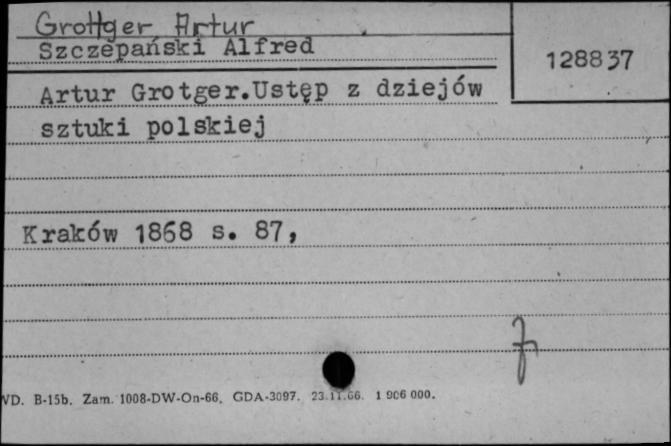 Grottger Artur
Szczepański Alfred
128837
Artur Grotger.Ustęp z dziejów
sztuki polskiej
Kraków 1868 s. 87,
WD. B-15b. Zam. 1008-DW-On-66. GDA-3097. 23.11.66. 1 906 000.